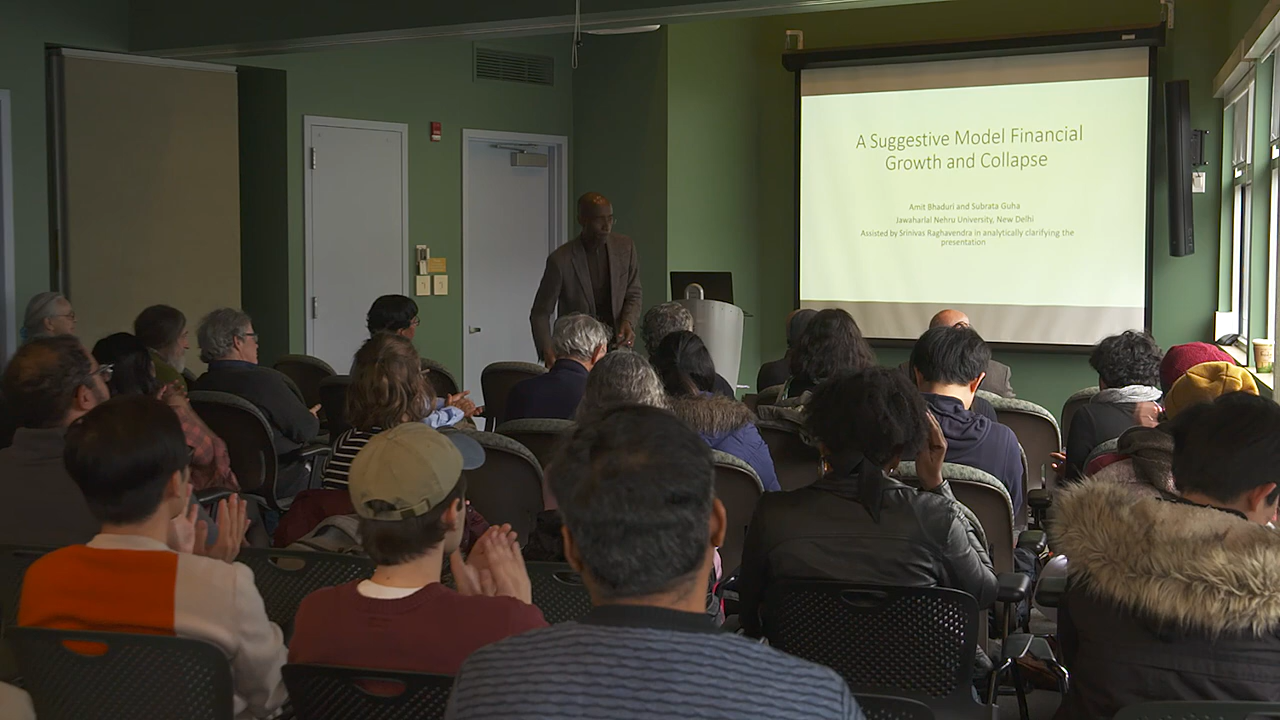 A Suggestive Model Financial
Growth and Collapse
Amit Bhaduri and Subrata Guha
Jawaharlal Nehru University, New Delhi
Assisted by Srinivas Raghavendra in analytically clarifying the
presentation